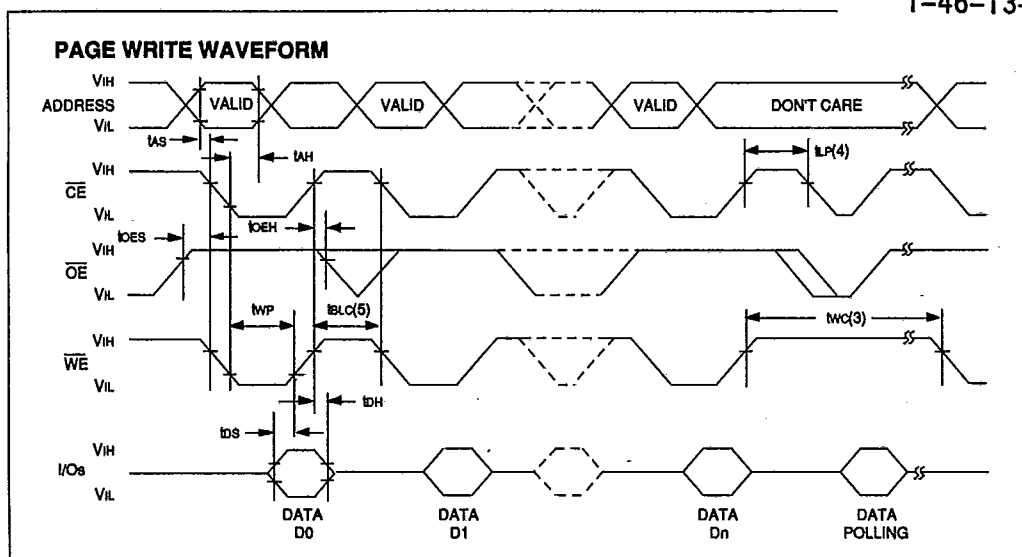 T-46-13-
PAGE WRITE WAVEFORM
VIH
ADDRESS VALID VALID VALID DON'T CARE
VIL
tAS tAH tLP(4)
VIH
CE
VIL
tOES tOEH
VIH
OE
VIL
tWP tBLC(5) tWC(3)
VIH
WE
VIL
tDS tDH
VIH
I/Os
VIL
DATA DATA DATA DATA
D0 D1 Dn POLLING